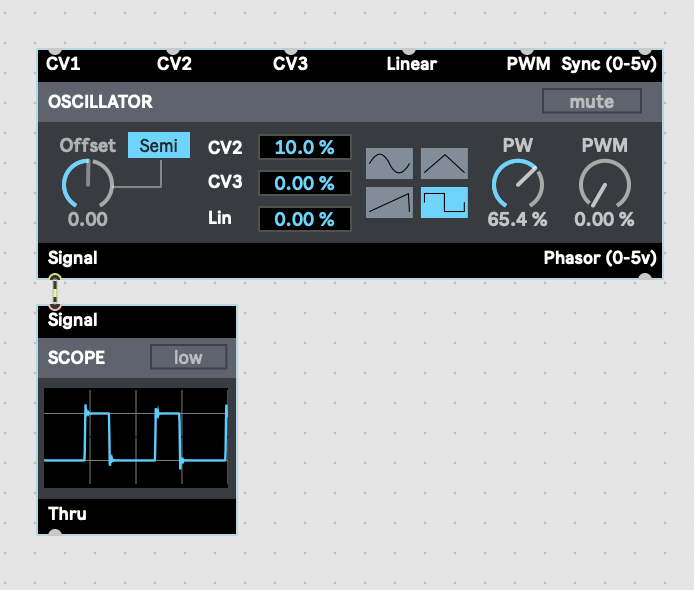 CV1 CV2 CV3 Linear PWM Sync (0-5v)
OSCILLATOR mute
Offset Semi CV2 10.0 % PW PWM
CV3 0.00 %
0.00 Lin 0.00 % 65.4 % 0.00 %
Signal Phasor (0-5v)
Signal
SCOPE low
Thru